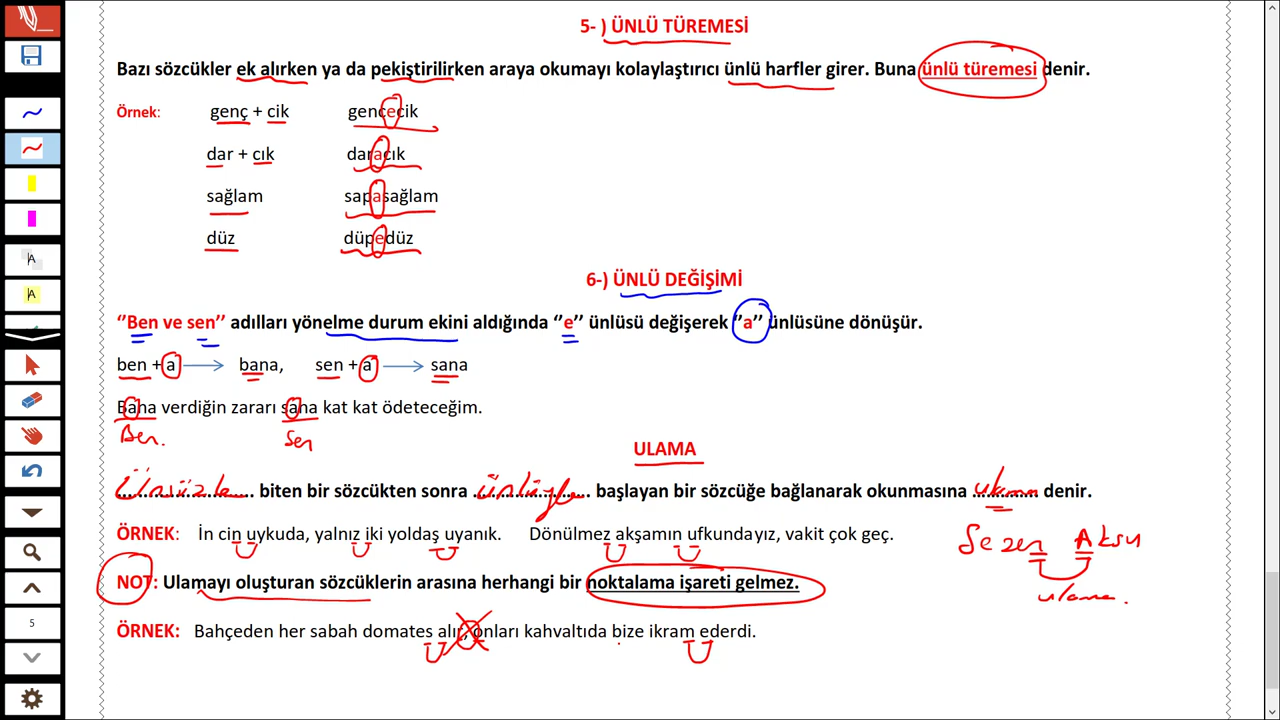 5- ) ÜNLÜ TÜREMESİ
Bazı sözcükler ek alırken ya da pekiştirilirken araya okumayı kolaylaştırıcı ünlü harfler girer. Buna ünlü türemesi denir.
Örnek: genç + cik gençecik
dar + cık daracık
sağlam sapasağlam
düz düpedüz
6-) ÜNLÜ DEĞİŞİMİ
‘’Ben ve sen’’ adılları yönelme durum ekini aldığında ‘’e’’ ünlüsü değişerek ‘’a’’ ünlüsüne dönüşür.
ben + a bana, sen + a sana
Bana verdiğin zararı sana kat kat ödeteceğim.
Ben. Sen
ULAMA
Ünsüzle biten bir sözcükten sonra ünlüyle başlayan bir sözcüğe bağlanarak okunmasına ulama denir.
ÖRNEK: İn cin uykuda, yalnız iki yoldaş uyanık. Dönülmez akşamın ufkundayız, vakit çok geç.
Sezen Aksu
ulama.
NOT: Ulamayı oluşturan sözcüklerin arasına herhangi bir noktalama işareti gelmez.
ÖRNEK: Bahçeden her sabah domates alır, onları kahvaltıda bize ikram ederdi.
A
A
5